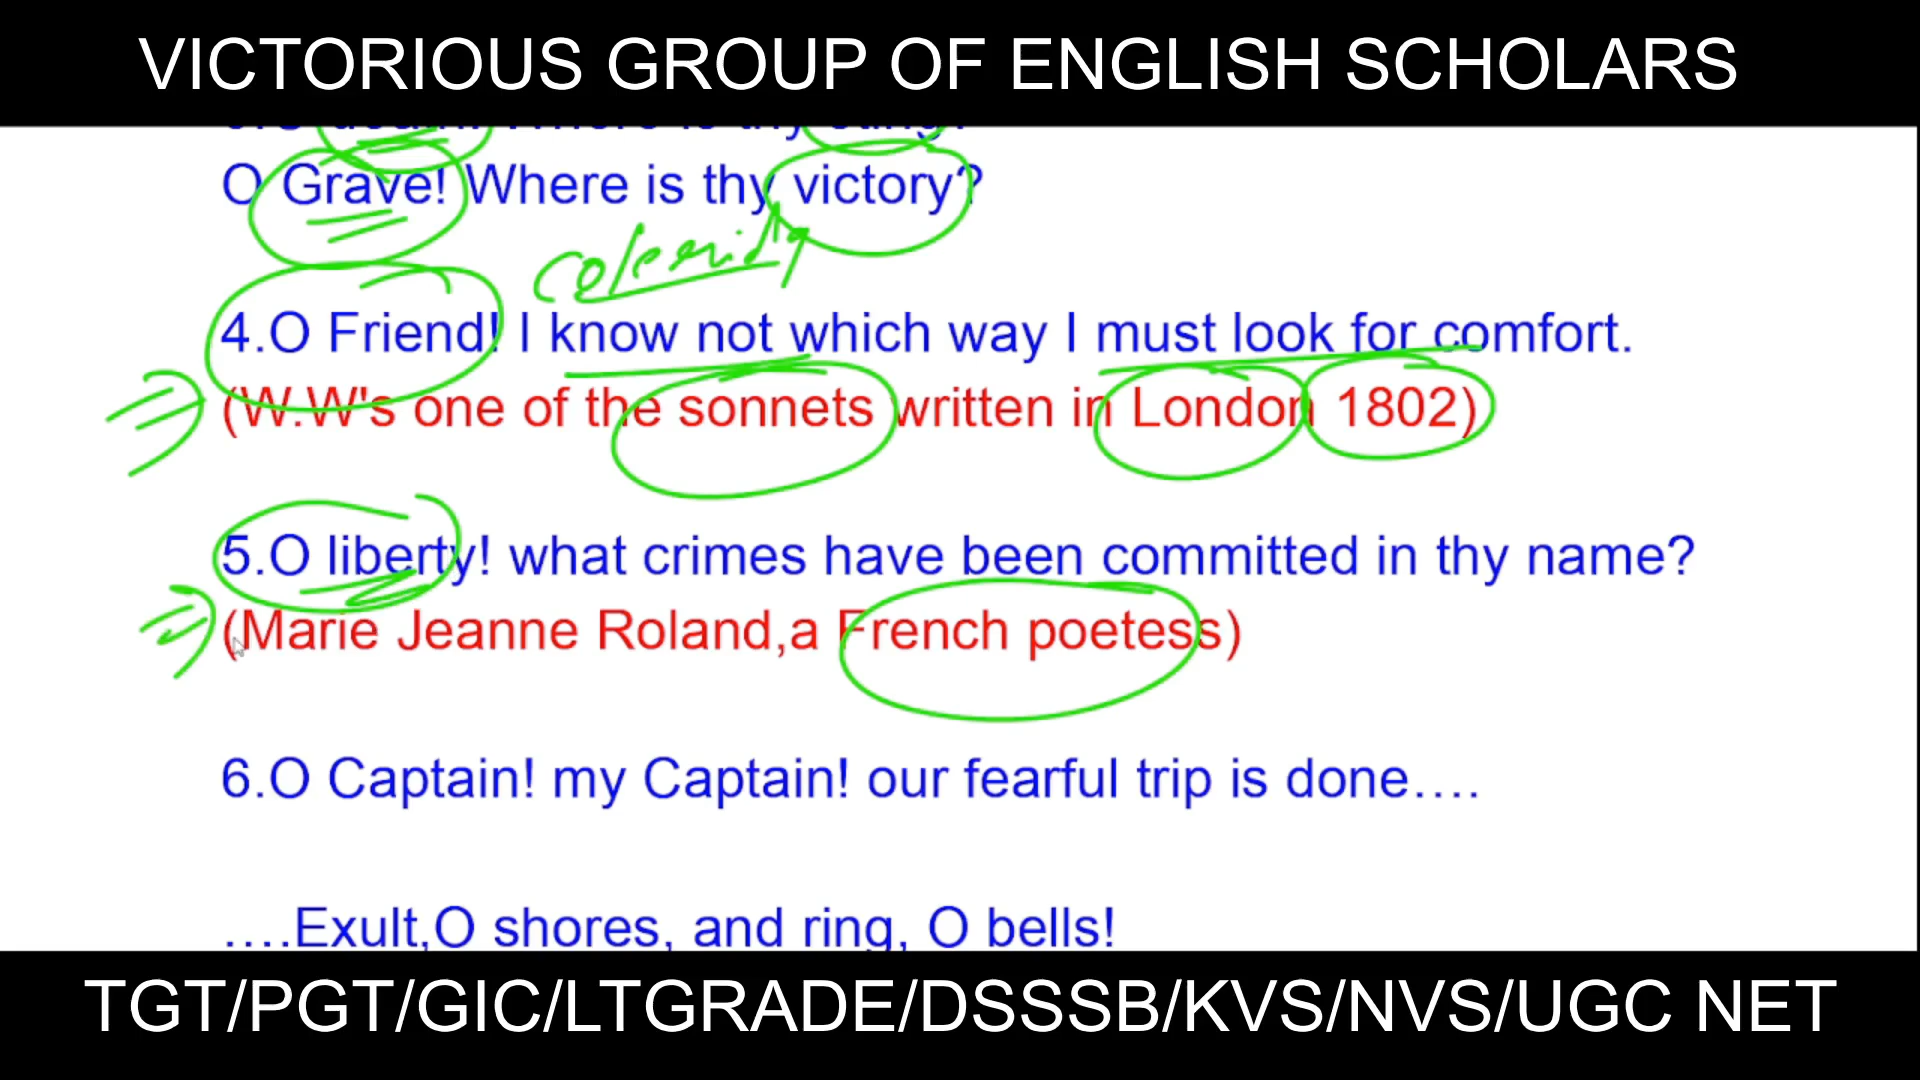 VICTORIOUS GROUP OF ENGLISH SCHOLARS
O Grave! Where is thy victory?
4.O Friend! I know not which way I must look for comfort.
(W.W's one of the sonnets written in London 1802)
5.O liberty! what crimes have been committed in thy name?
(Marie Jeanne Roland,a French poetess)
6.O Captain! my Captain! our fearful trip is done....
....Exult,O shores, and ring, O bells!
TGT/PGT/GIC/LTGRADE/DSSSB/KVS/NVS/UGC NET